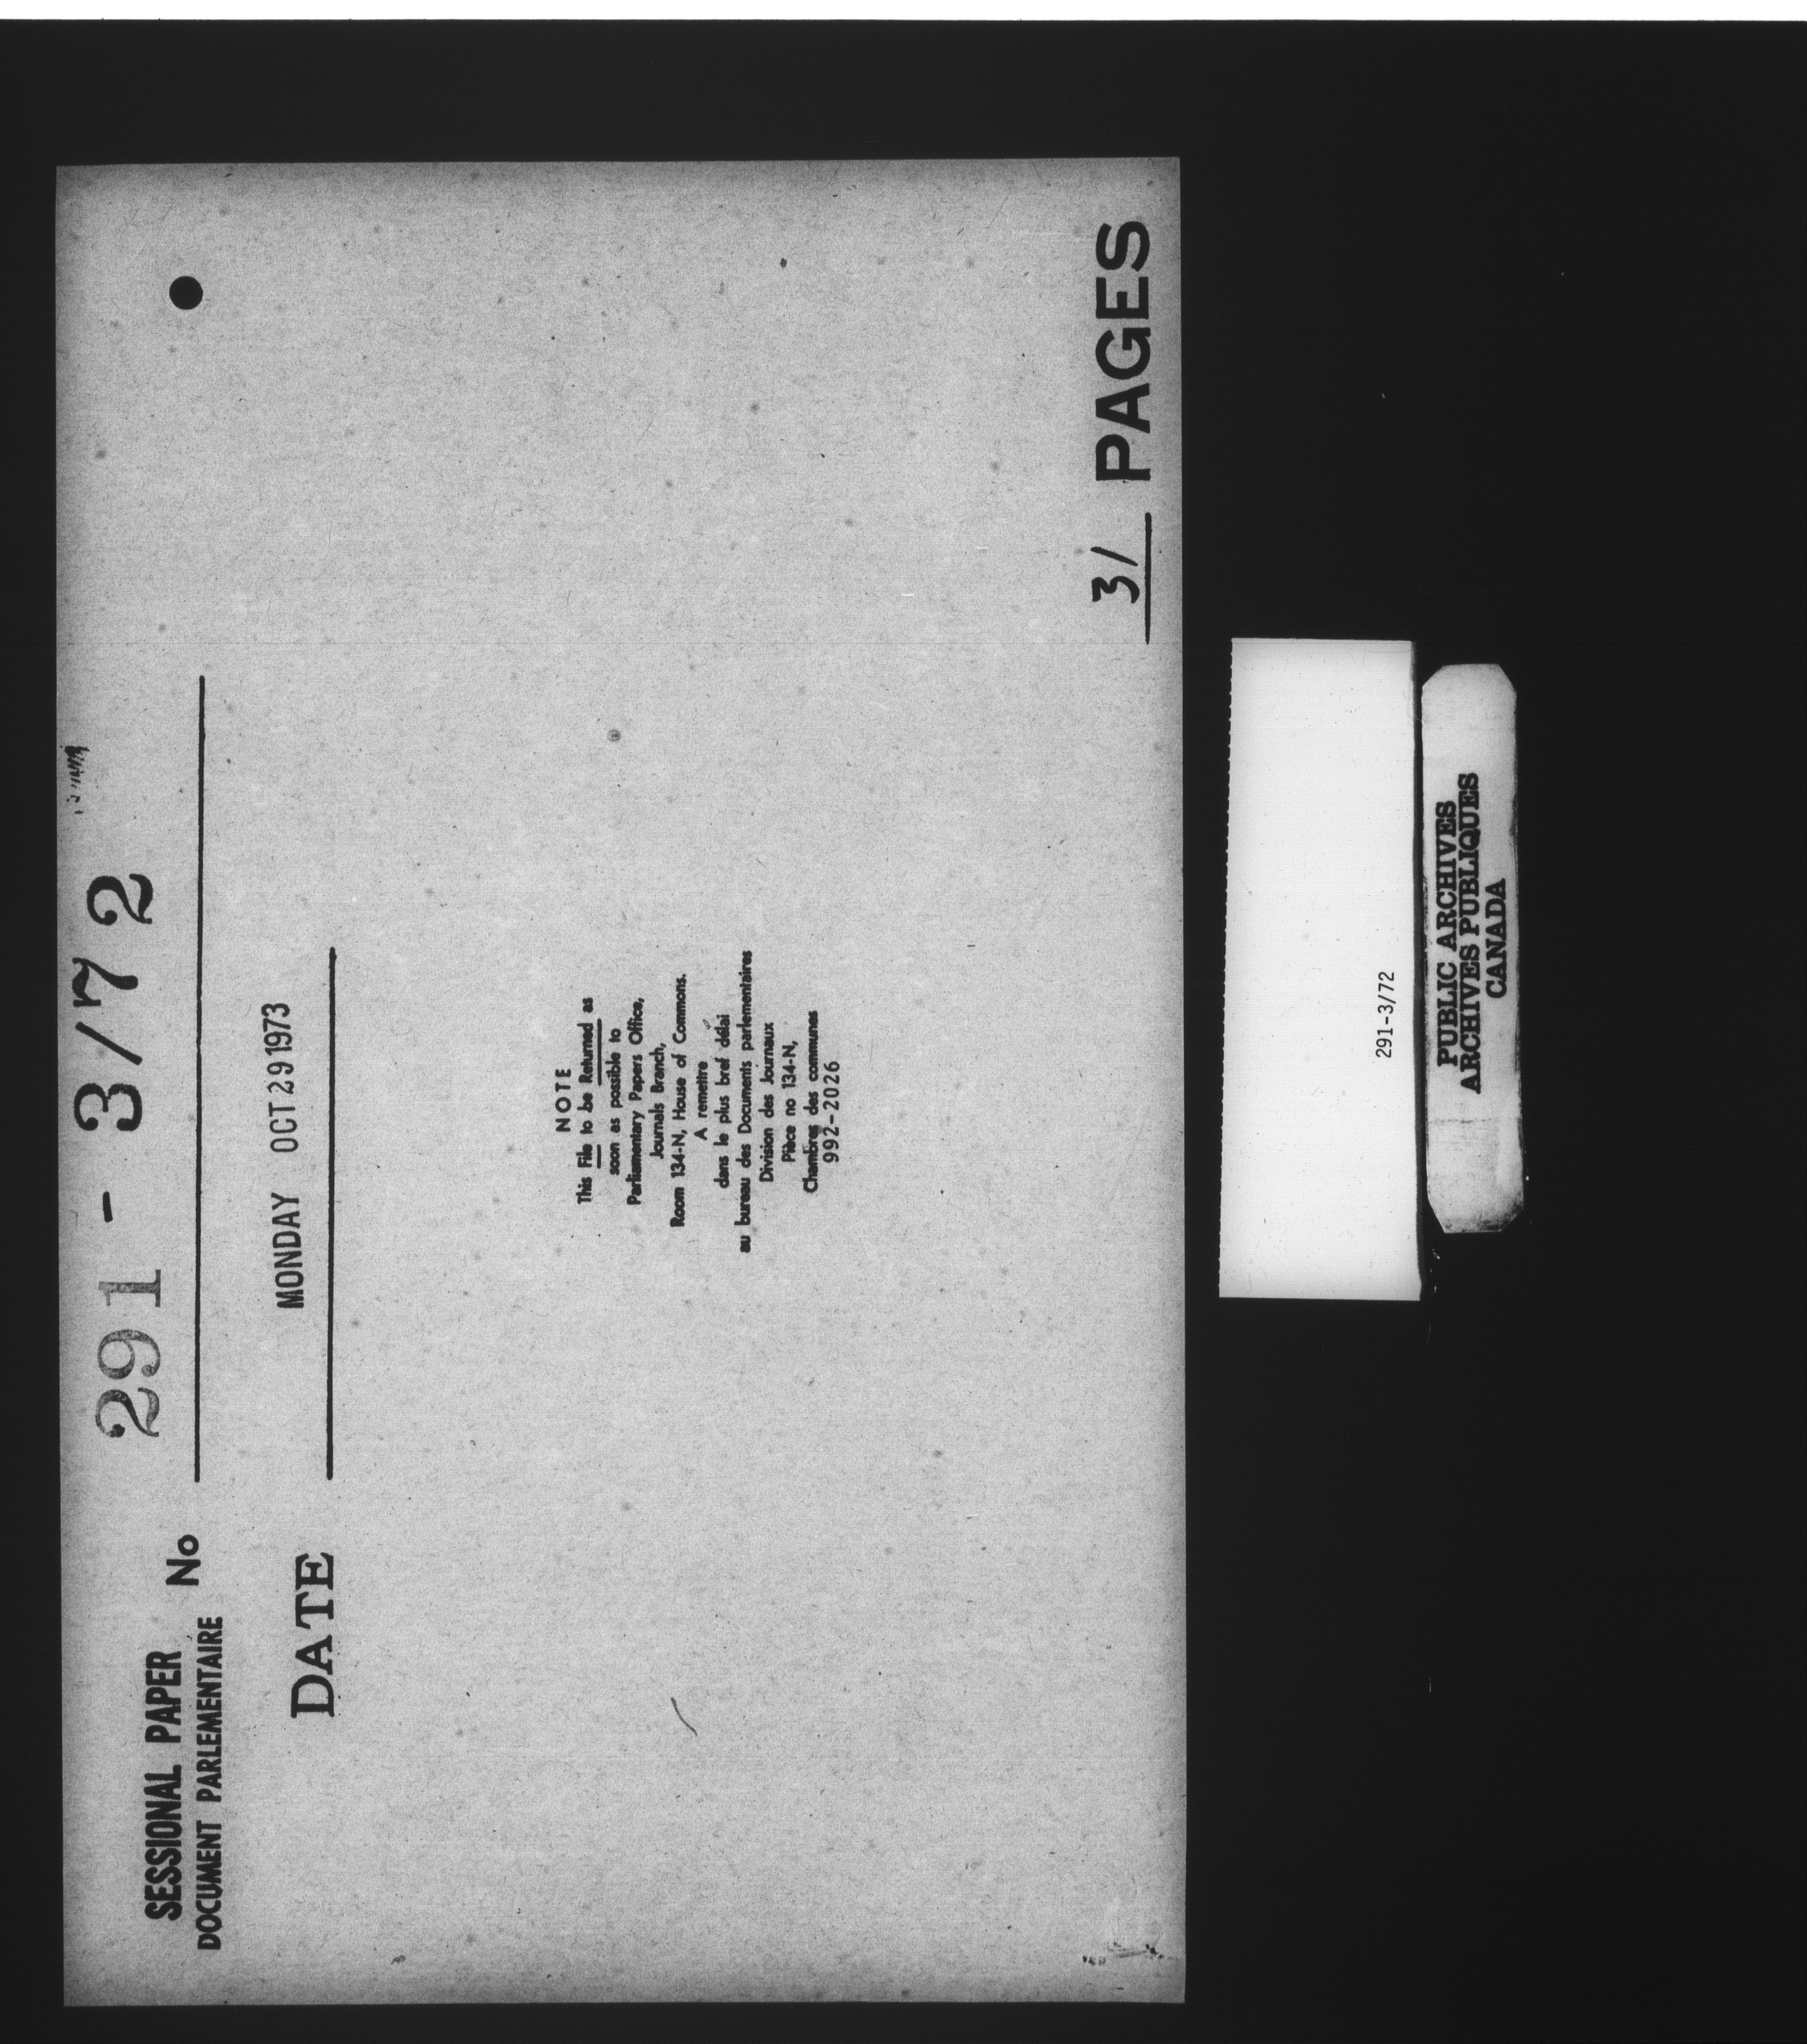 291 - 3/72
SESSIONAL PAPER No
DOCUMENT PARLEMENTAIRE
MONDAY OCT 29 1973
DATE
NOTE
This File to be Returned as
soon as possible to
Parliamentary Papers Office,
Journals Branch,
Room 134-N, House of Commons.
A remettre
dans le plus bref délai
au bureau des Documents parlementaires
Division des Journaux
Pièce no 134-N,
Chambres des communes
992-2026
31 PAGES
291-3/72
PUBLIC ARCHIVES
ARCHIVES PUBLIQUES
CANADA